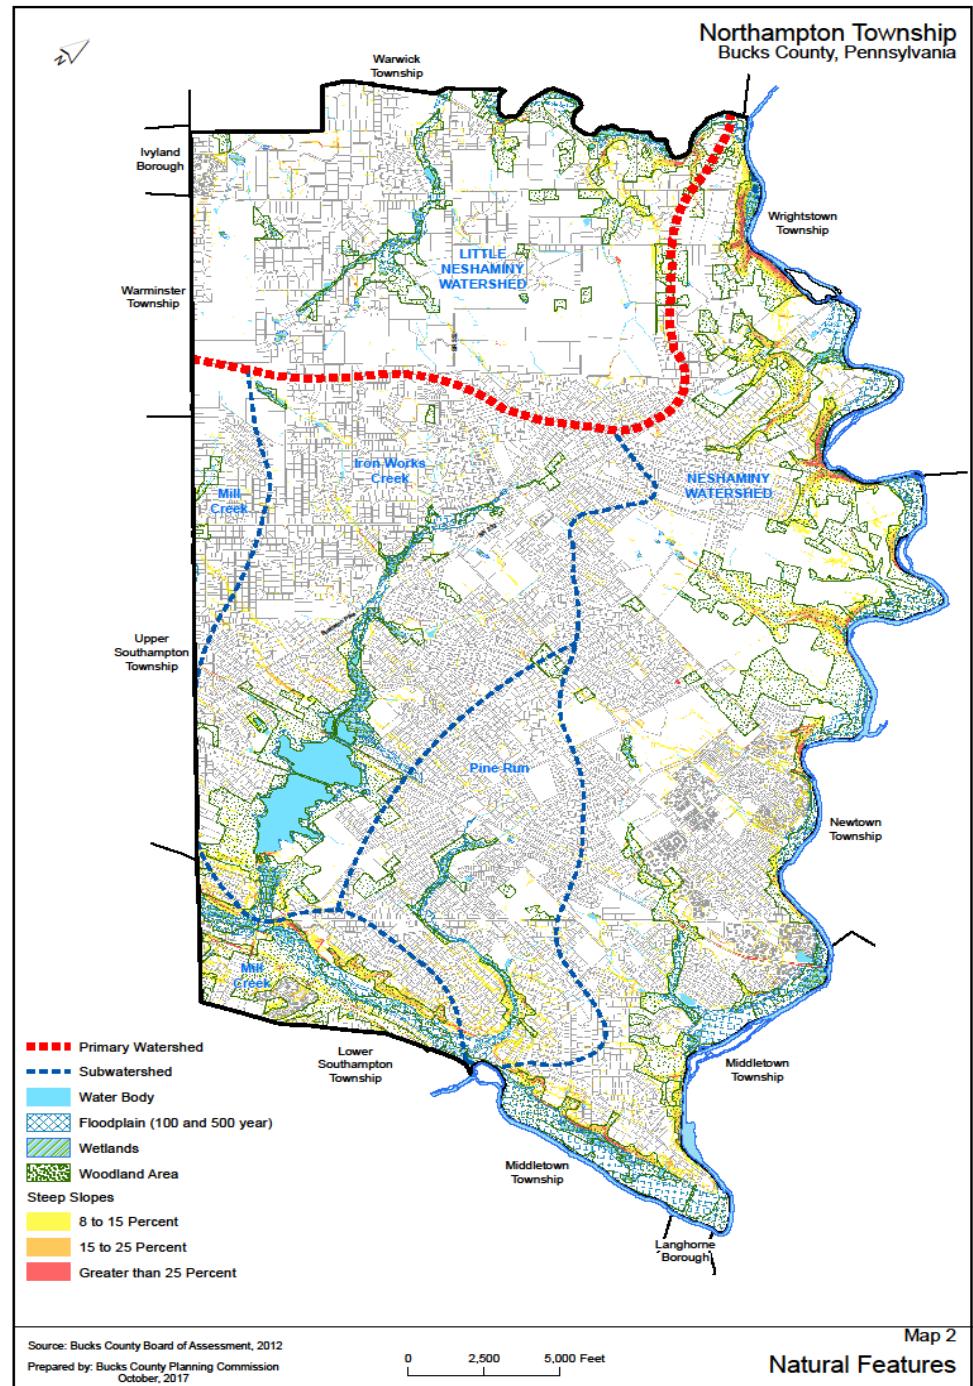 Northampton Township
Bucks County, Pennsylvania
N
Warwick
Township
Ivyland
Borough
Wrightstown
Township
LITTLE
NESHAMINY
WATERSHED
Warminster
Township
SR 332
Iron Works
Creek
NESHAMINY
WATERSHED
Mill
Creek
SR 532
Upper
Southampton
Township
Pine Run
Newtown
Township
Mill
Creek
Lower
Southampton
Township
Middletown
Township
Middletown
Township
Langhorne
Borough
Primary Watershed
Subwatershed
Water Body
Floodplain (100 and 500 year)
Wetlands
Woodland Area
Steep Slopes
8 to 15 Percent
15 to 25 Percent
Greater than 25 Percent
Source: Bucks County Board of Assessment, 2012
Prepared by: Bucks County Planning Commission
October, 2017
0 2,500 5,000 Feet
Map 2
Natural Features